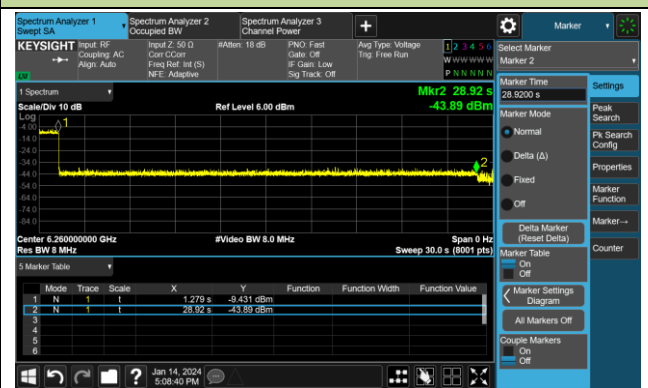 Spectrum Analyzer 1
Swept SA
Spectrum Analyzer 2
Occupied BW
Spectrum Analyzer 3
Channel Power
Marker
KEYSIGHT
Input: RF
Coupling: AC
Align: Auto
Input Z: 50 Ω
Corr CCorr
Freq Ref: Int (S)
NFE: Adaptive
#Atten: 18 dB
PNO: Fast
Gate: Off
IF Gain: Low
Sig Track: Off
Avg Type: Voltage
Trig: Free Run
1 2 3 4 5 6
W W W W W W
P N N N N N
LXI
Select Marker
Marker 2
1 Spectrum
Scale/Div 10 dB
Ref Level 6.00 dBm
Mkr2 28.92 s
-43.89 dBm
Log
-4.00
-14.0
-24.0
-34.0
-44.0
-54.0
-64.0
-74.0
-84.0
1
2
Center 6.260000000 GHz
Res BW 8 MHz
#Video BW 8.0 MHz
Span 0 Hz
Sweep 30.0 s (8001 pts)
5 Marker Table
Mode Trace Scale X Y Function Function Width Function Value
1 N 1 t 1.279 s -9.431 dBm
2 N 1 t 28.92 s -43.89 dBm
3
4
5
6
Marker Time
28.9200 s
Marker Mode
Normal
Delta (Δ)
Fixed
Off
Delta Marker
(Reset Delta)
Marker Table
On
Off
Marker Settings
Diagram
All Markers Off
Couple Markers
On
Off
Settings
Peak
Search
Pk Search
Config
Properties
Marker
Function
Marker→
Counter
?
Jan 14, 2024
5:08:40 PM